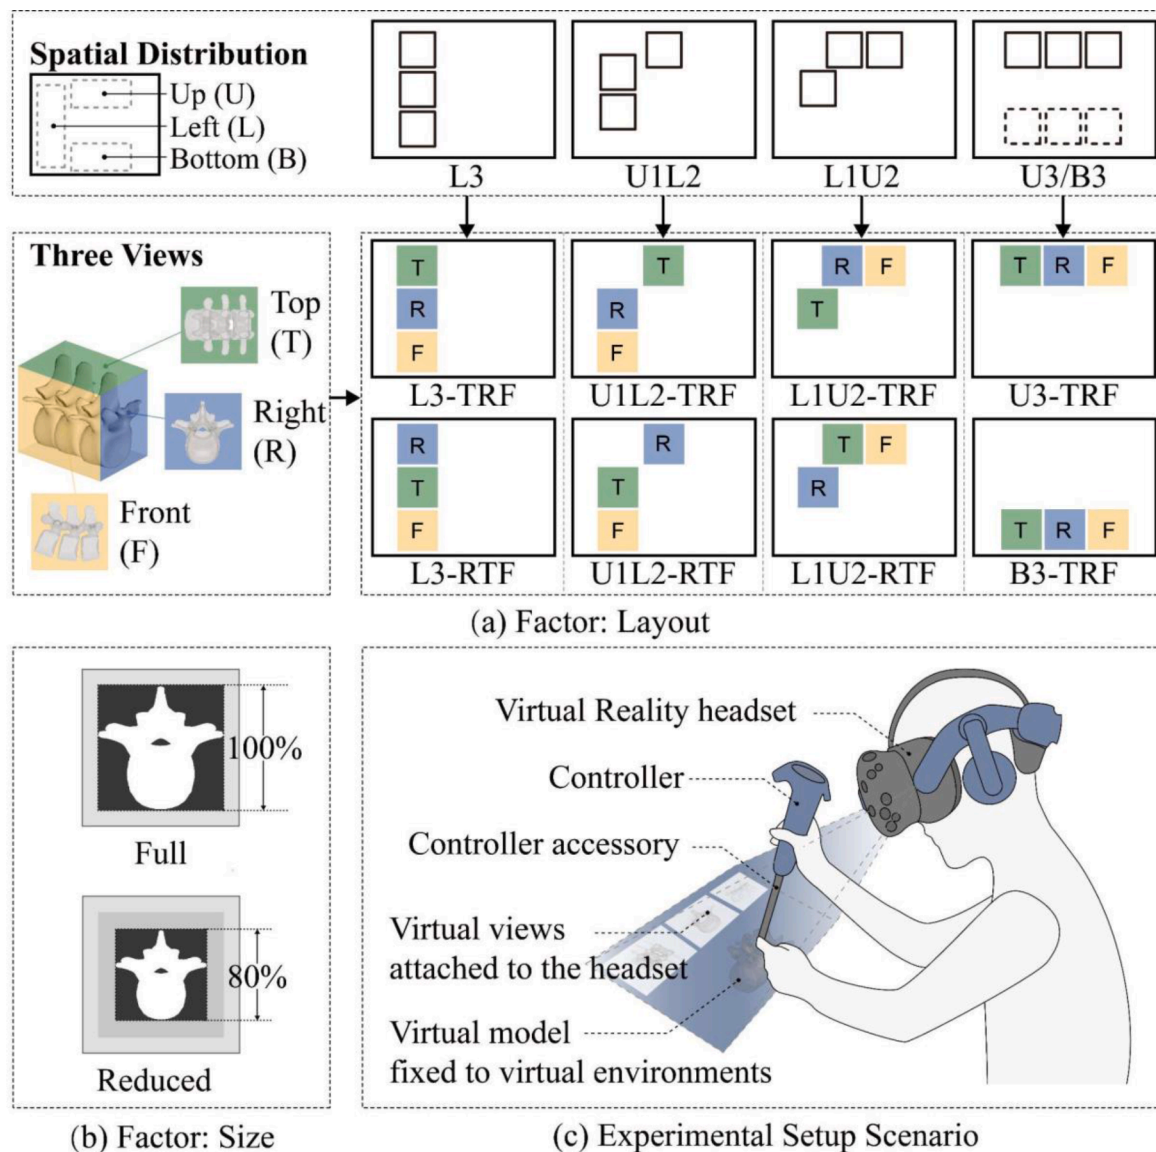 Spatial Distribution
Up (U)
Left (L)
Bottom (B)
L3
U1L2
L1U2
U3/B3
Three Views
Top
(T)
Right
(R)
Front
(F)
T
R
F
L3-TRF
T
R
F
U1L2-TRF
R F
T
L1U2-TRF
T R F
U3-TRF
R
T
F
L3-RTF
R
T
F
U1L2-RTF
T F
R
L1U2-RTF
T R F
B3-TRF
(a) Factor: Layout
100%
Full
80%
Reduced
(b) Factor: Size
Virtual Reality headset
Controller
Controller accessory
Virtual views
attached to the headset
Virtual model
fixed to virtual environments
(c) Experimental Setup Scenario